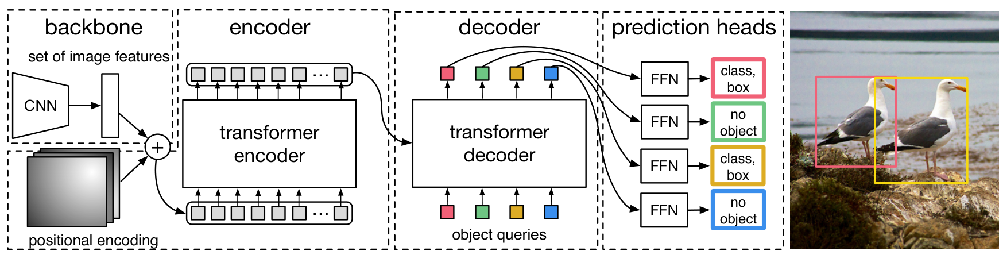 backbone
set of image features
CNN
+
positional encoding
encoder
...
transformer
encoder
...
decoder
transformer
decoder
object queries
prediction heads
FFN
class,
box
FFN
no
object
FFN
class,
box
FFN
no
object